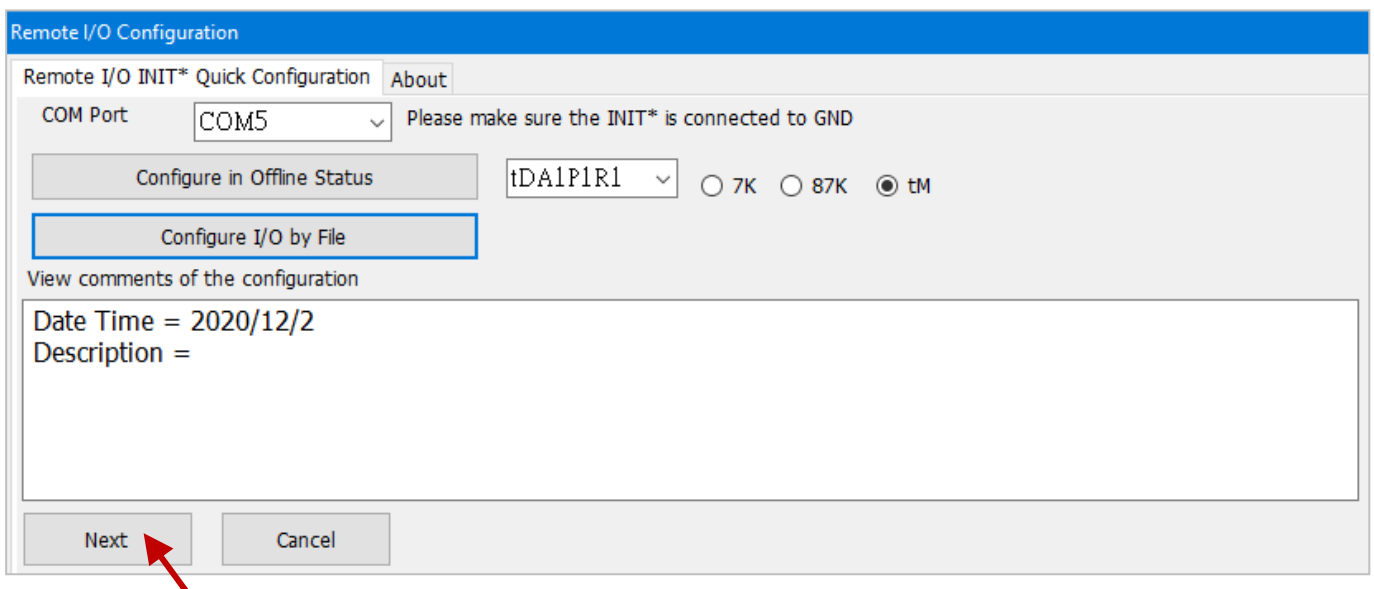 Remote I/O Configuration
Remote I/O INIT* Quick Configuration About
COM Port COM5 Please make sure the INIT* is connected to GND
Configure in Offline Status tDA1P1R1 7K 87K tM
Configure I/O by File
View comments of the configuration
Date Time = 2020/12/2
Description =
Next Cancel